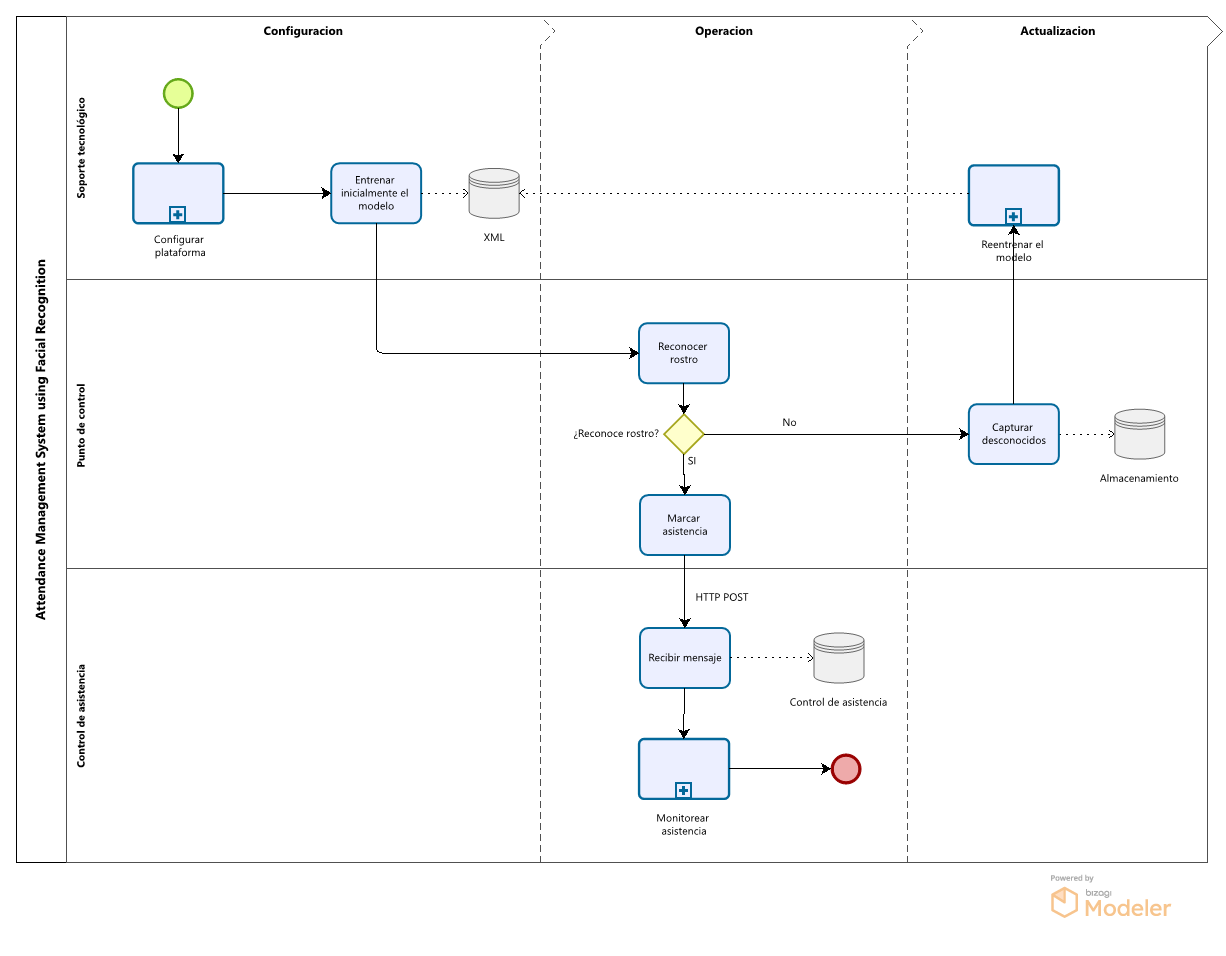 Attendance Management System using Facial Recognition
Configuracion
Operacion
Actualizacion
Soporte tecnológico
Configurar
plataforma
Entrenar
inicialmente el
modelo
XML
Reentrenar el
modelo
Punto de control
Reconocer
rostro
¿Reconoce rostro?
No
SI
Capturar
desconocidos
Almacenamiento
Marcar
asistencia
Control de asistencia
HTTP POST
Recibir mensaje
Control de asistencia
Monitorear
asistencia
Powered by
bizagi
Modeler